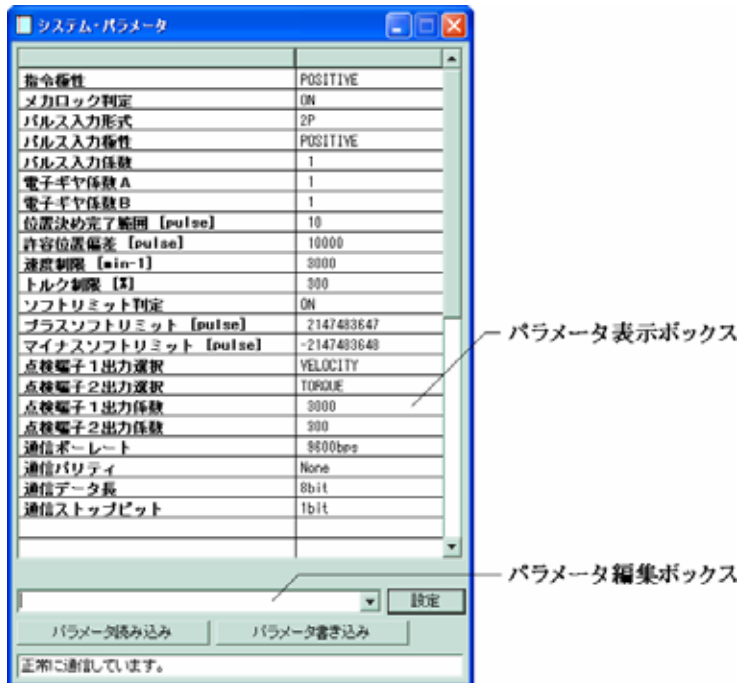 システム・パラメータ
指令極性 POSITIVE
メカロック判定 ON
パルス入力形式 2P
パルス入力極性 POSITIVE
パルス入力係数 1
電子ギヤ係数A 1
電子ギヤ係数B 1
位置決め完了範囲 [pulse] 10
許容位置偏差 [pulse] 10000
速度制限 [min-1] 3000
トルク制限 [%] 300
ソフトリミット判定 ON
プラスソフトリミット [pulse] 2147483647
マイナスソフトリミット [pulse] -2147483648
点検端子1出力選択 VELOCITY
点検端子2出力選択 TORQUE
点検端子1出力係数 3000
点検端子2出力係数 300
通信ボーレート 9600bps
通信パリティ None
通信データ長 8bit
通信ストップビット 1bit
パラメータ表示ボックス
パラメータ編集ボックス
設定
パラメータ読み込み パラメータ書き込み
正常に通信しています。